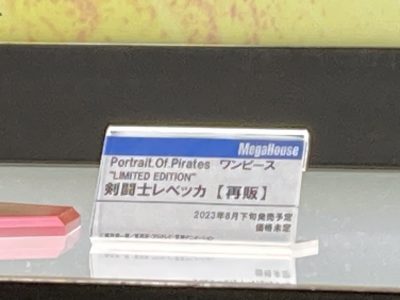 MegaHouse
Portrait.Of.Pirates ワンピース
"LIMITED EDITION"
剣闘士レベッカ【再販】
2023年8月下旬発売予定
価格未定